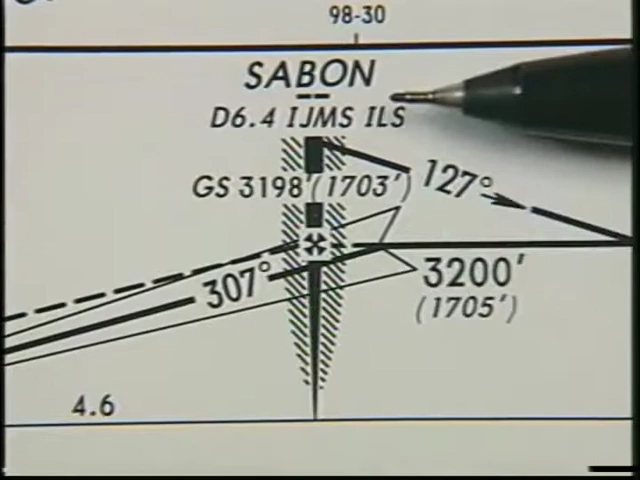 98-30
SABON
D6.4 IJMS ILS
GS 3198'(1703')
127°
307°
3200'
(1705')
4.6